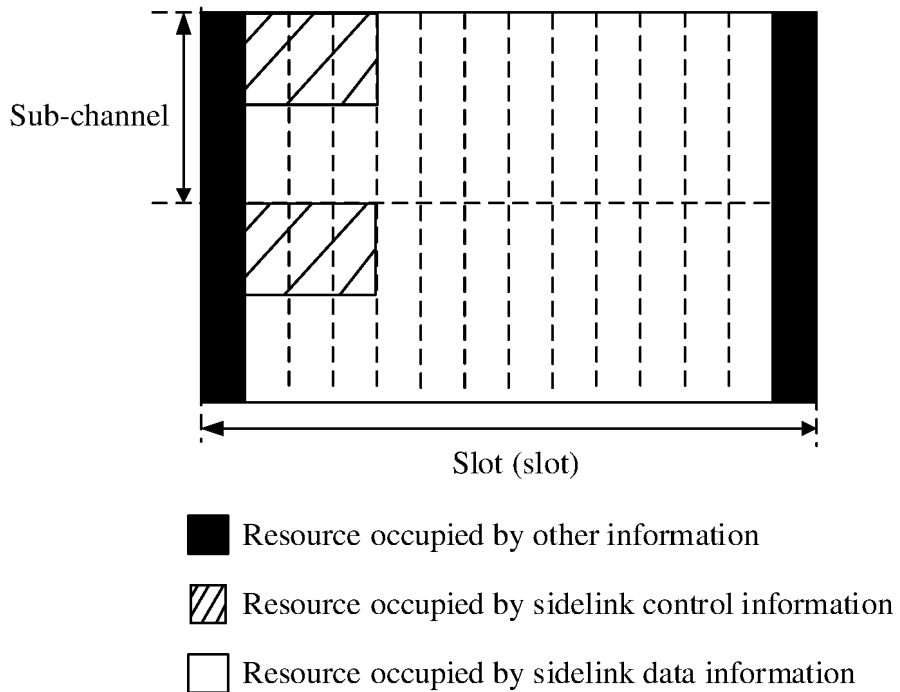 Sub-channel
Slot (slot)
Resource occupied by other information
Resource occupied by sidelink control information
Resource occupied by sidelink data information